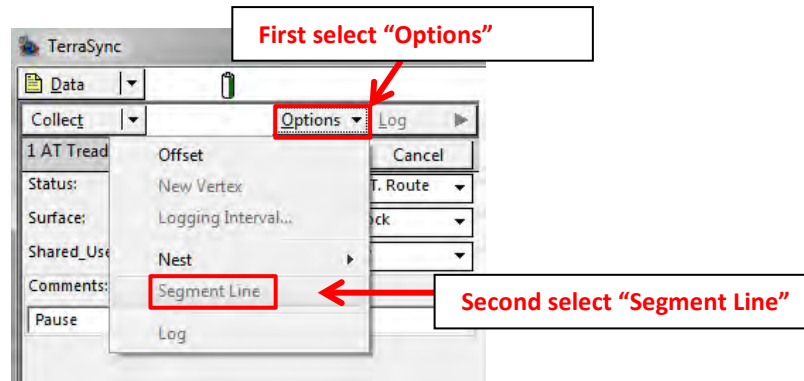 First select “Options”
TerraSync
Data
Collect Options Log
1 AT Tread Cancel
Offset
Status: New Vertex T. Route
Surface: Logging Interval... ock
Shared_Use Nest
Comments: Segment Line
Second select “Segment Line”
Pause
Log